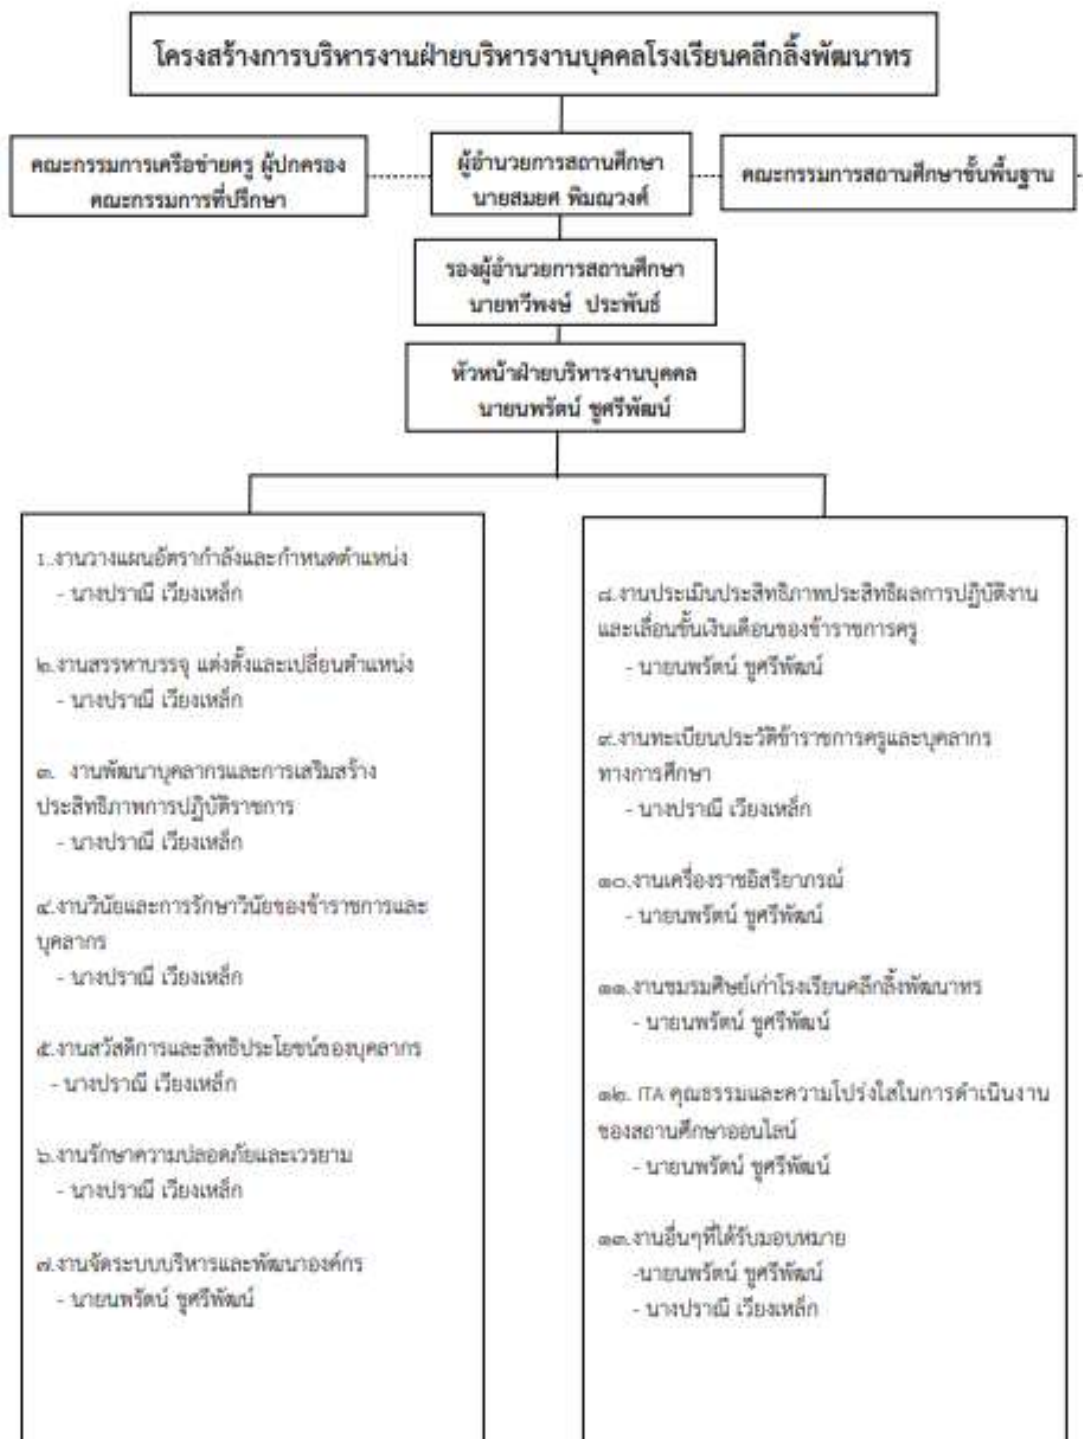 โครงสร้างการบริหารงานฝ่ายบริหารงานบุคคลโรงเรียนคลีกลิ้งพัฒนาทร
คณะกรรมการเครือข่ายครู ผู้ปกครอง
คณะกรรมการที่ปรึกษา
ผู้อำนวยการสถานศึกษา
นายสมยศ พิมณวงศ์
คณะกรรมการสถานศึกษาขั้นพื้นฐาน
รองผู้อำนวยการสถานศึกษา
นายทวีพงษ์ ประพันธ์
หัวหน้าฝ่ายบริหารงานบุคคล
นายนพรัตน์ ชูศรีพัฒน์
1.งานวางแผนอัตรากำลังและกำหนดตำแหน่ง
- นางปราณี เวียงเหล็ก
๒.งานสรรหาบรรจุ แต่งตั้งและเปลี่ยนตำแหน่ง
- นางปราณี เวียงเหล็ก
๓. งานพัฒนาบุคลากรและการเสริมสร้าง
ประสิทธิภาพการปฏิบัติราชการ
- นางปราณี เวียงเหล็ก
๔.งานวินัยและการรักษาวินัยของข้าราชการและ
บุคลากร
- นางปราณี เวียงเหล็ก
๕.งานสวัสดิการและสิทธิประโยชน์ของบุคลากร
- นางปราณี เวียงเหล็ก
๖.งานรักษาความปลอดภัยและเวรยาม
- นางปราณี เวียงเหล็ก
๗.งานจัดระบบบริหารและพัฒนาองค์กร
- นายนพรัตน์ ชูศรีพัฒน์
๘.งานประเมินประสิทธิภาพประสิทธิผลการปฏิบัติงาน
และเลื่อนขั้นเงินเดือนของข้าราชการครู
- นายนพรัตน์ ชูศรีพัฒน์
๙.งานทะเบียนประวัติข้าราชการครูและบุคลากร
ทางการศึกษา
- นางปราณี เวียงเหล็ก
๑๐.งานเครื่องราชอิสริยาภรณ์
- นายนพรัตน์ ชูศรีพัฒน์
๑๑.งานชมรมศิษย์เก่าโรงเรียนคลีกลิ้งพัฒนาทร
- นายนพรัตน์ ชูศรีพัฒน์
๑๒. ITA คุณธรรมและความโปร่งใสในการดำเนินงาน
ของสถานศึกษาออนไลน์
- นายนพรัตน์ ชูศรีพัฒน์
๑๓.งานอื่นๆที่ได้รับมอบหมาย
-นายนพรัตน์ ชูศรีพัฒน์
- นางปราณี เวียงเหล็ก